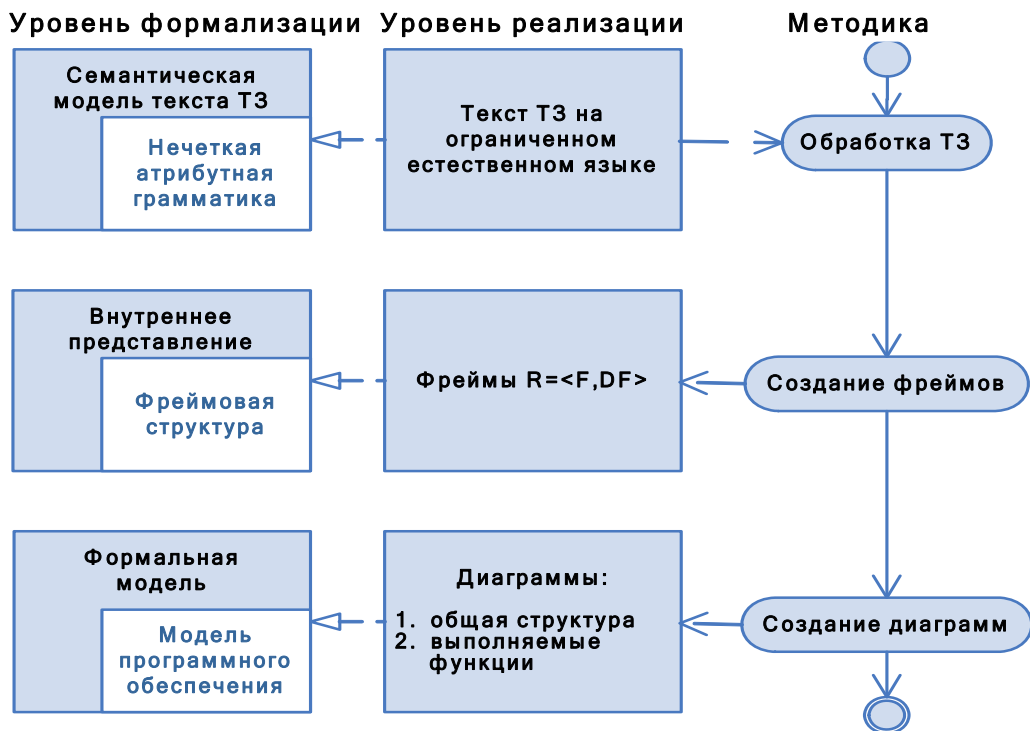 Уровень формализации
Уровень реализации
Методика
Семантическая
модель текста ТЗ
Нечеткая
атрибутная
грамматика
Текст ТЗ на
ограниченном
естественном языке
Обработка ТЗ
Внутреннее
представление
Фреймовая
структура
Фреймы R=<F,DF>
Создание фреймов
Формальная
модель
Модель
программного
обеспечения
Диаграммы:
1. общая структура
2. выполняемые
функции
Создание диаграмм